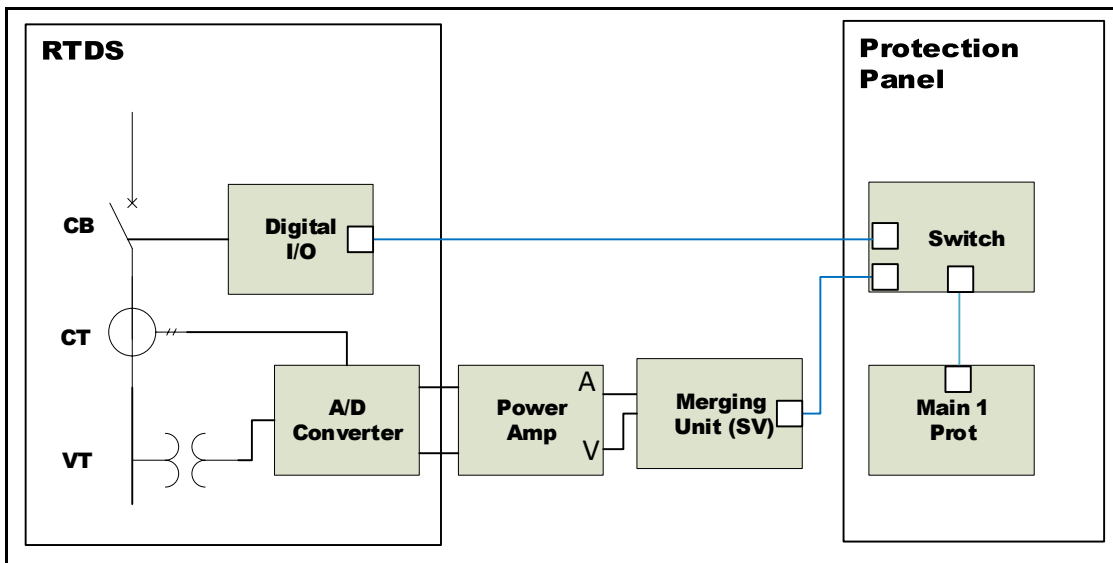 RTDS
Protection
Panel
CB
Digital
I/O
Switch
CT
A/D
Converter
Power
Amp
A
V
Merging
Unit (SV)
Main 1
Prot
VT